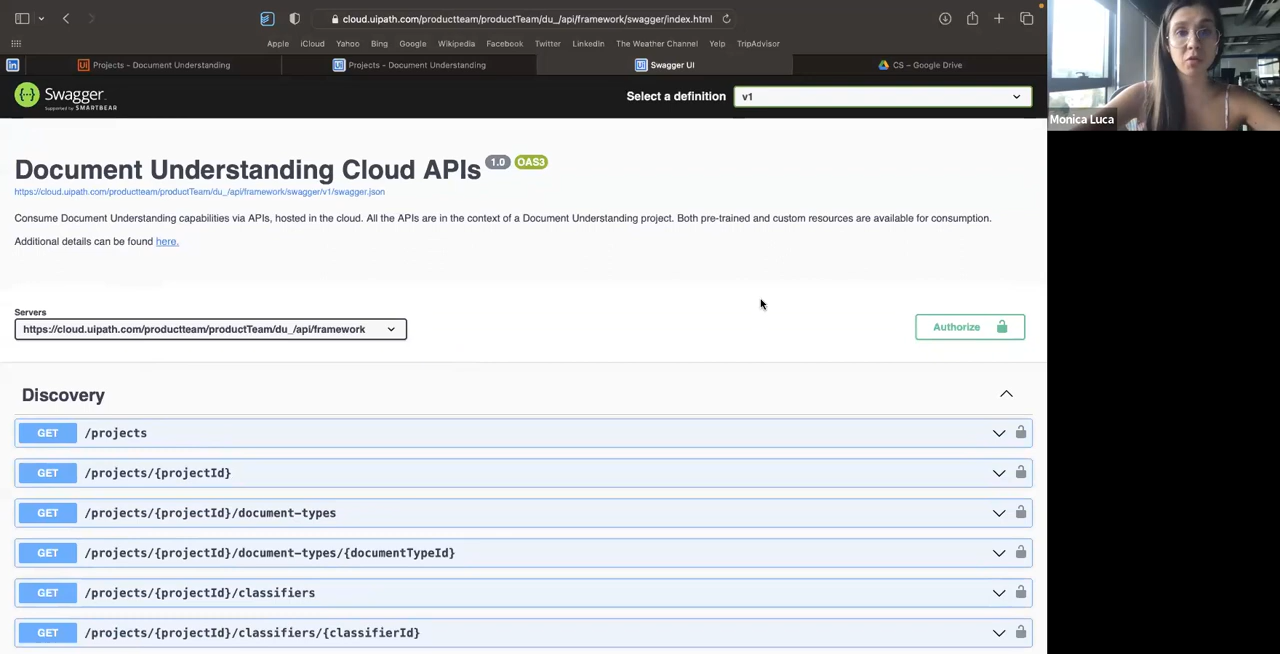 cloud.uipath.com/productteam/productTeam/du_/api/framework/swagger/index.html
Apple iCloud Yahoo Bing Google Wikipedia Facebook Twitter LinkedIn The Weather Channel Yelp TripAdvisor
Projects - Document Understanding
Projects - Document Understanding
Swagger UI
CS – Google Drive
Monica Luca
Swagger
Supported by SMARTBEAR
Select a definition
v1
Document Understanding Cloud APIs 1.0 OAS3
https://cloud.uipath.com/productteam/productTeam/du_/api/framework/swagger/v1/swagger.json
Consume Document Understanding capabilities via APIs, hosted in the cloud. All the APIs are in the context of a Document Understanding project. Both pre-trained and custom resources are available for consumption.
Additional details can be found here.
Servers
https://cloud.uipath.com/productteam/productTeam/du_/api/framework
Authorize
Discovery
GET /projects
GET /projects/{projectId}
GET /projects/{projectId}/document-types
GET /projects/{projectId}/document-types/{documentTypeId}
GET /projects/{projectId}/classifiers
GET /projects/{projectId}/classifiers/{classifierId}